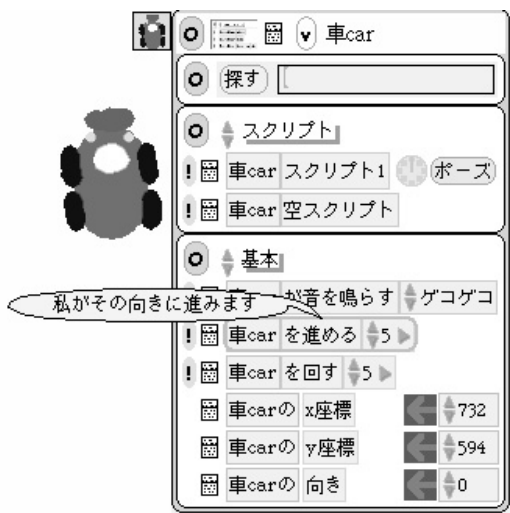 車car
探す
スクリプト
! 車car スクリプト1 ポーズ
! 車car 空スクリプト
基本
が音を鳴らす ゲコゲコ
私がその向きに進みます
! 車car を進める 5
! 車car を回す 5
車carの x座標 732
車carの y座標 594
車carの 向き 0